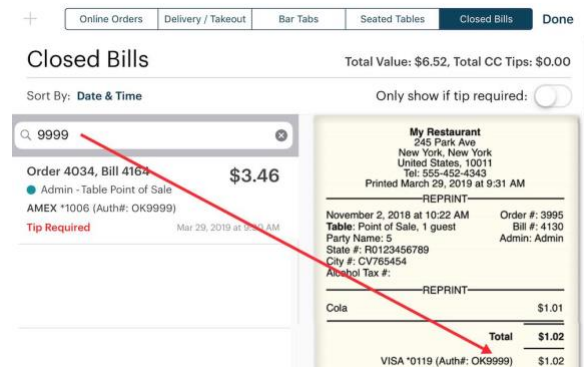 Online Orders
Delivery / Takeout
Bar Tabs
Seated Tables
Closed Bills
Done
Closed Bills
Total Value: $6.52, Total CC Tips: $0.00
Sort By: Date & Time
Only show if tip required:
9999
Order 4034, Bill 4164
$3.46
Admin - Table Point of Sale
AMEX *1006 (Auth#: OK9999)
Tip Required
Mar 29, 2019 at 9:30 AM
My Restaurant
245 Park Ave
New York, New York
United States, 10011
Tel: 555-452-4343
Printed March 29, 2019 at 9:31 AM
REPRINT
November 2, 2018 at 10:22 AM Order #: 3995
Table: Point of Sale, 1 guest Bill #: 4130
Party Name: 5 Admin: Admin
State #: R0123456789
City #: CV765454
Alcohol Tax #:
REPRINT
Cola $1.01
Total $1.02
VISA *0119 (Auth#: OK9999) $1.02